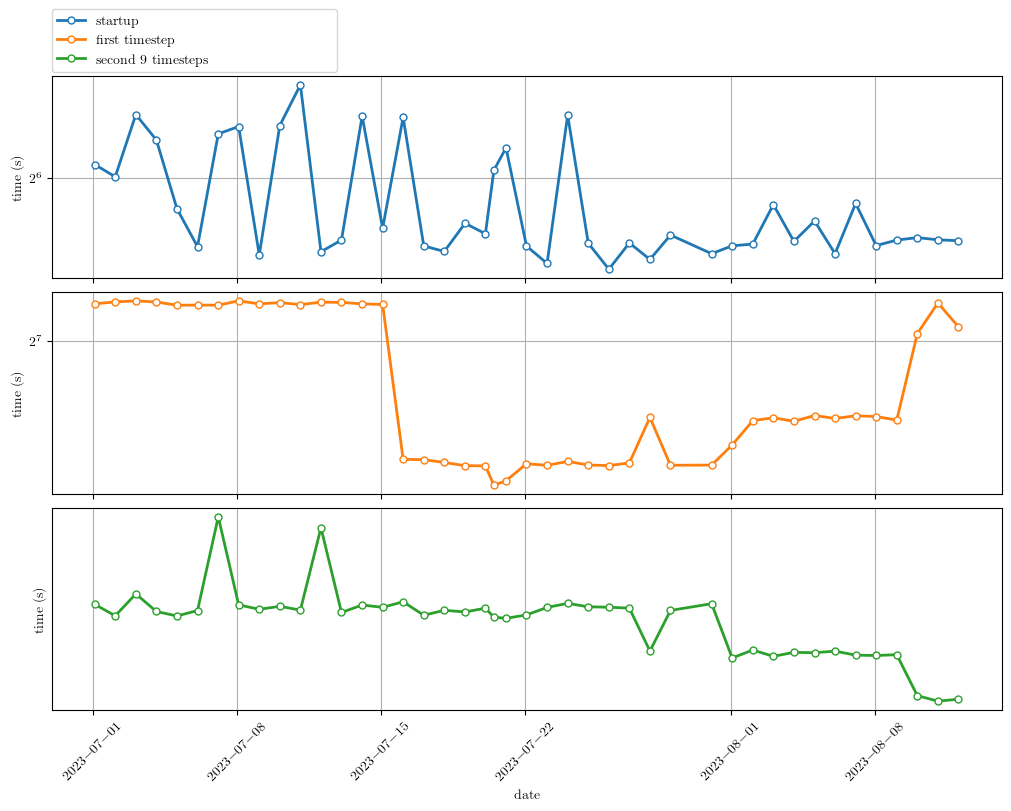 startup
first timestep
second 9 timesteps
time (s)
2⁶
time (s)
2⁷
time (s)
2023−07−01
2023−07−08
2023−07−15
2023−07−22
2023−08−01
2023−08−08
date